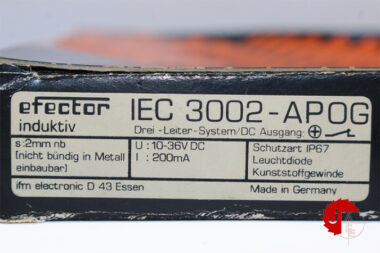 efector
induktiv
IEC 3002-APOG
Drei-Leiter-System/DC Ausgang:
s:2mm nb
[nicht bündig in Metall
einbaubar]
U : 10-36V DC
I : 200mA
Schutzart IP67
Leuchtdiode
Kunststoffgewinde
ifm electronic D 43 Essen
Made in Germany